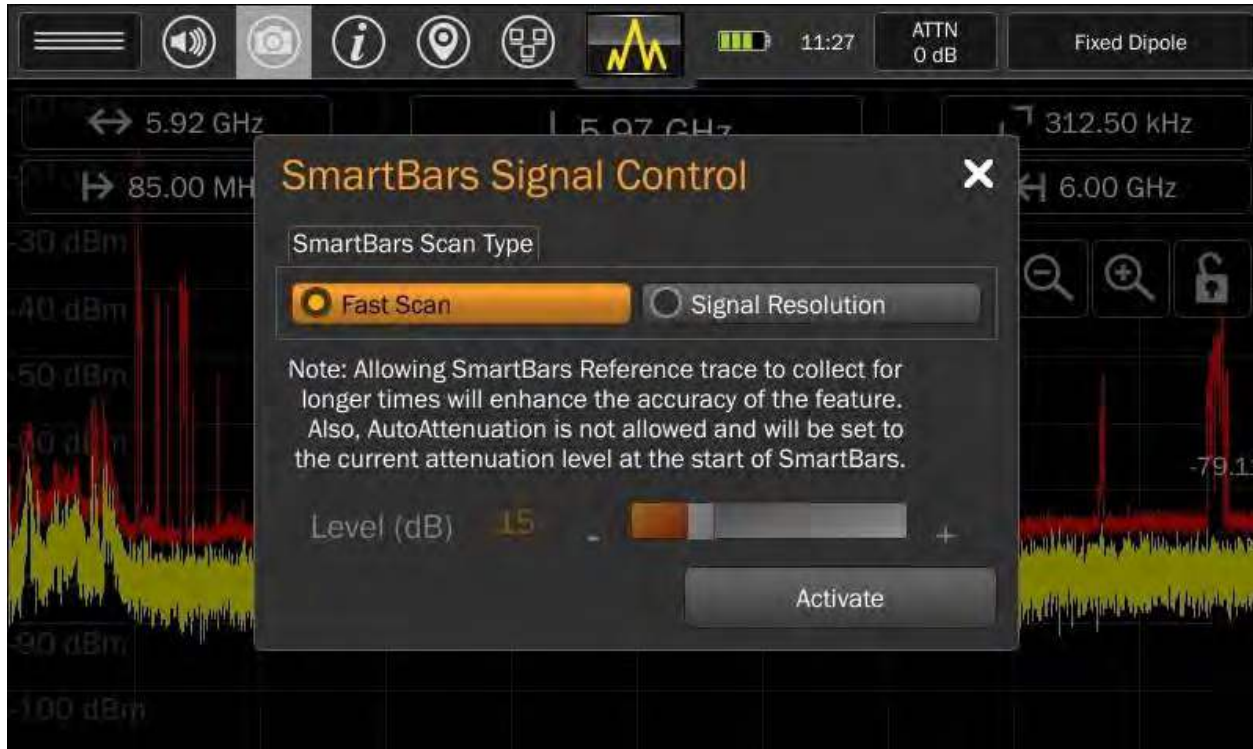 11:27
ATTN
0 dB
Fixed Dipole
5.92 GHz
5.97 GHz
312.50 kHz
85.00 MH
6.00 GHz
SmartBars Signal Control
-30 dBm
SmartBars Scan Type
Fast Scan
Signal Resolution
-40 dBm
Note: Allowing SmartBars Reference trace to collect for
-50 dBm
longer times will enhance the accuracy of the feature.
Also, AutoAttenuation is not allowed and will be set to
the current attenuation level at the start of SmartBars.
-79.1
Level (dB) 15 - +
Activate
-90 dBm
-100 dBm